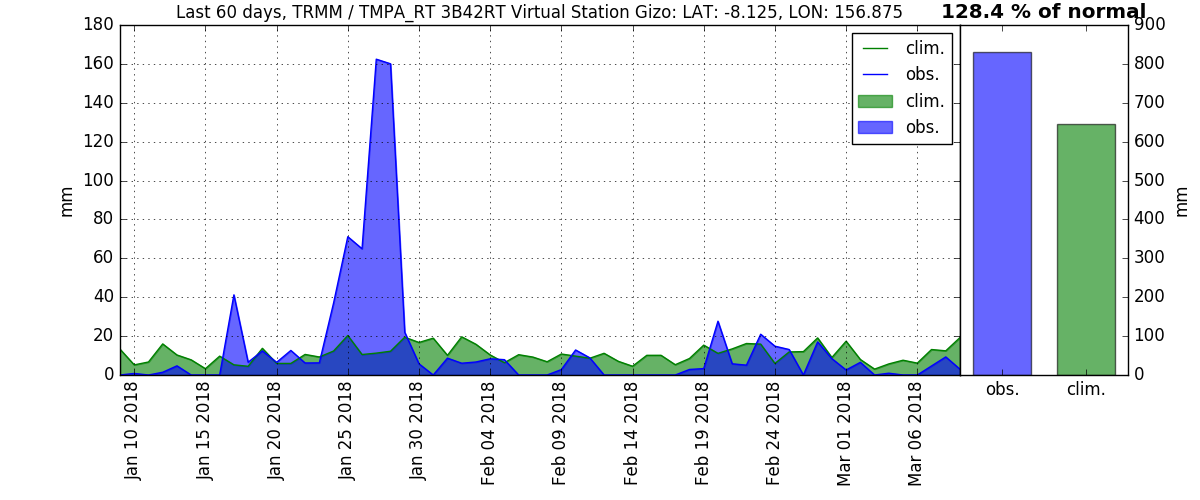 Last 60 days, TRMM / TMPA_RT 3B42RT Virtual Station Gizo: LAT: -8.125, LON: 156.875
128.4 % of normal
180
160
140
120
100
80
60
40
20
0
mm
clim.
obs.
clim.
obs.
900
800
700
600
500
400
300
200
100
0
mm
Jan 10 2018
Jan 15 2018
Jan 20 2018
Jan 25 2018
Jan 30 2018
Feb 04 2018
Feb 09 2018
Feb 14 2018
Feb 19 2018
Feb 24 2018
Mar 01 2018
Mar 06 2018
obs.
clim.